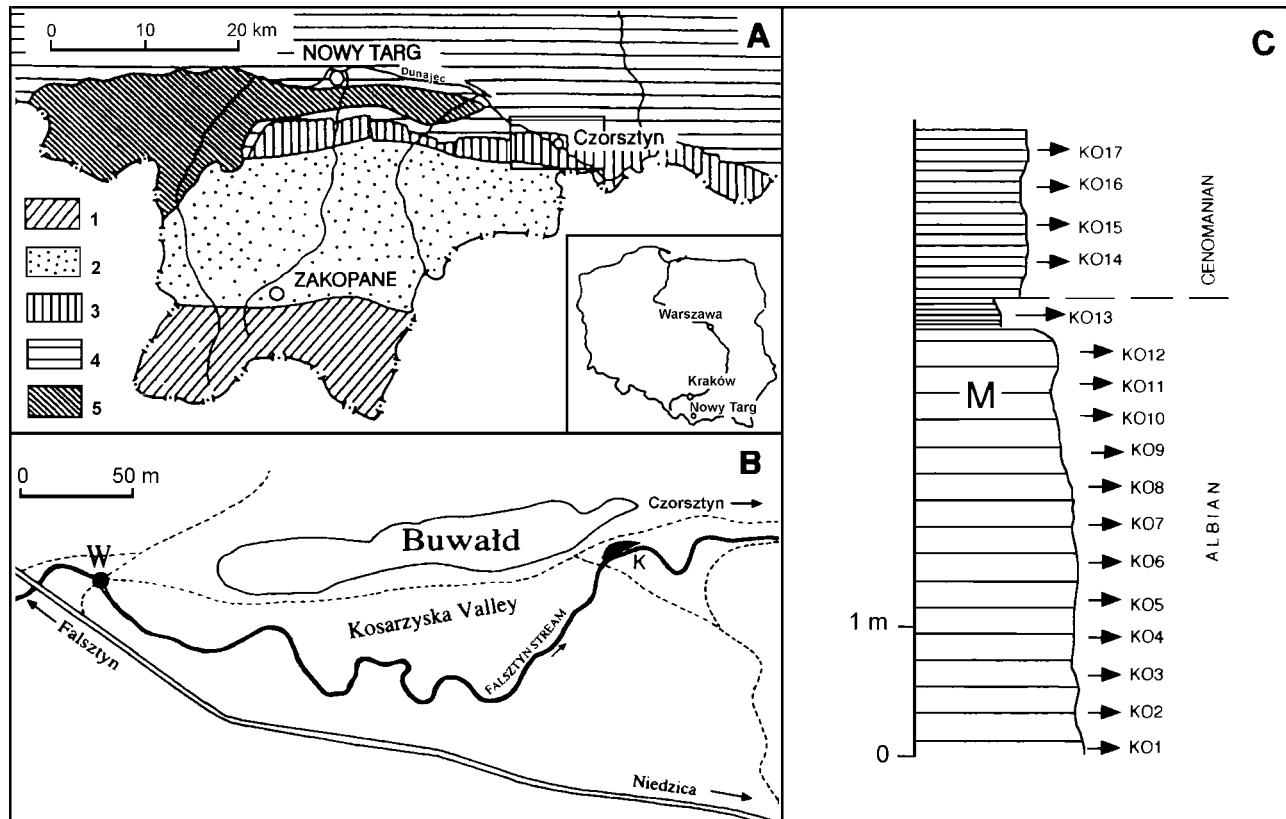 A
0 10 20 km
NOWY TARG
Dunajec
Czorsztyn
ZAKOPANE
1
2
3
4
5
Warszawa
Kraków
Nowy Targ
B
0 50 m
Czorsztyn
Buwałd
W
K
Kosarzyska Valley
FALSZTYN STREAM
Falsztyn
Niedzica
C
KO17
KO16
KO15
KO14
CENOMANIAN
KO13
KO12
KO11
M
KO10
KO9
KO8
KO7
ALBIAN
KO6
KO5
1 m
KO4
KO3
KO2
KO1
0